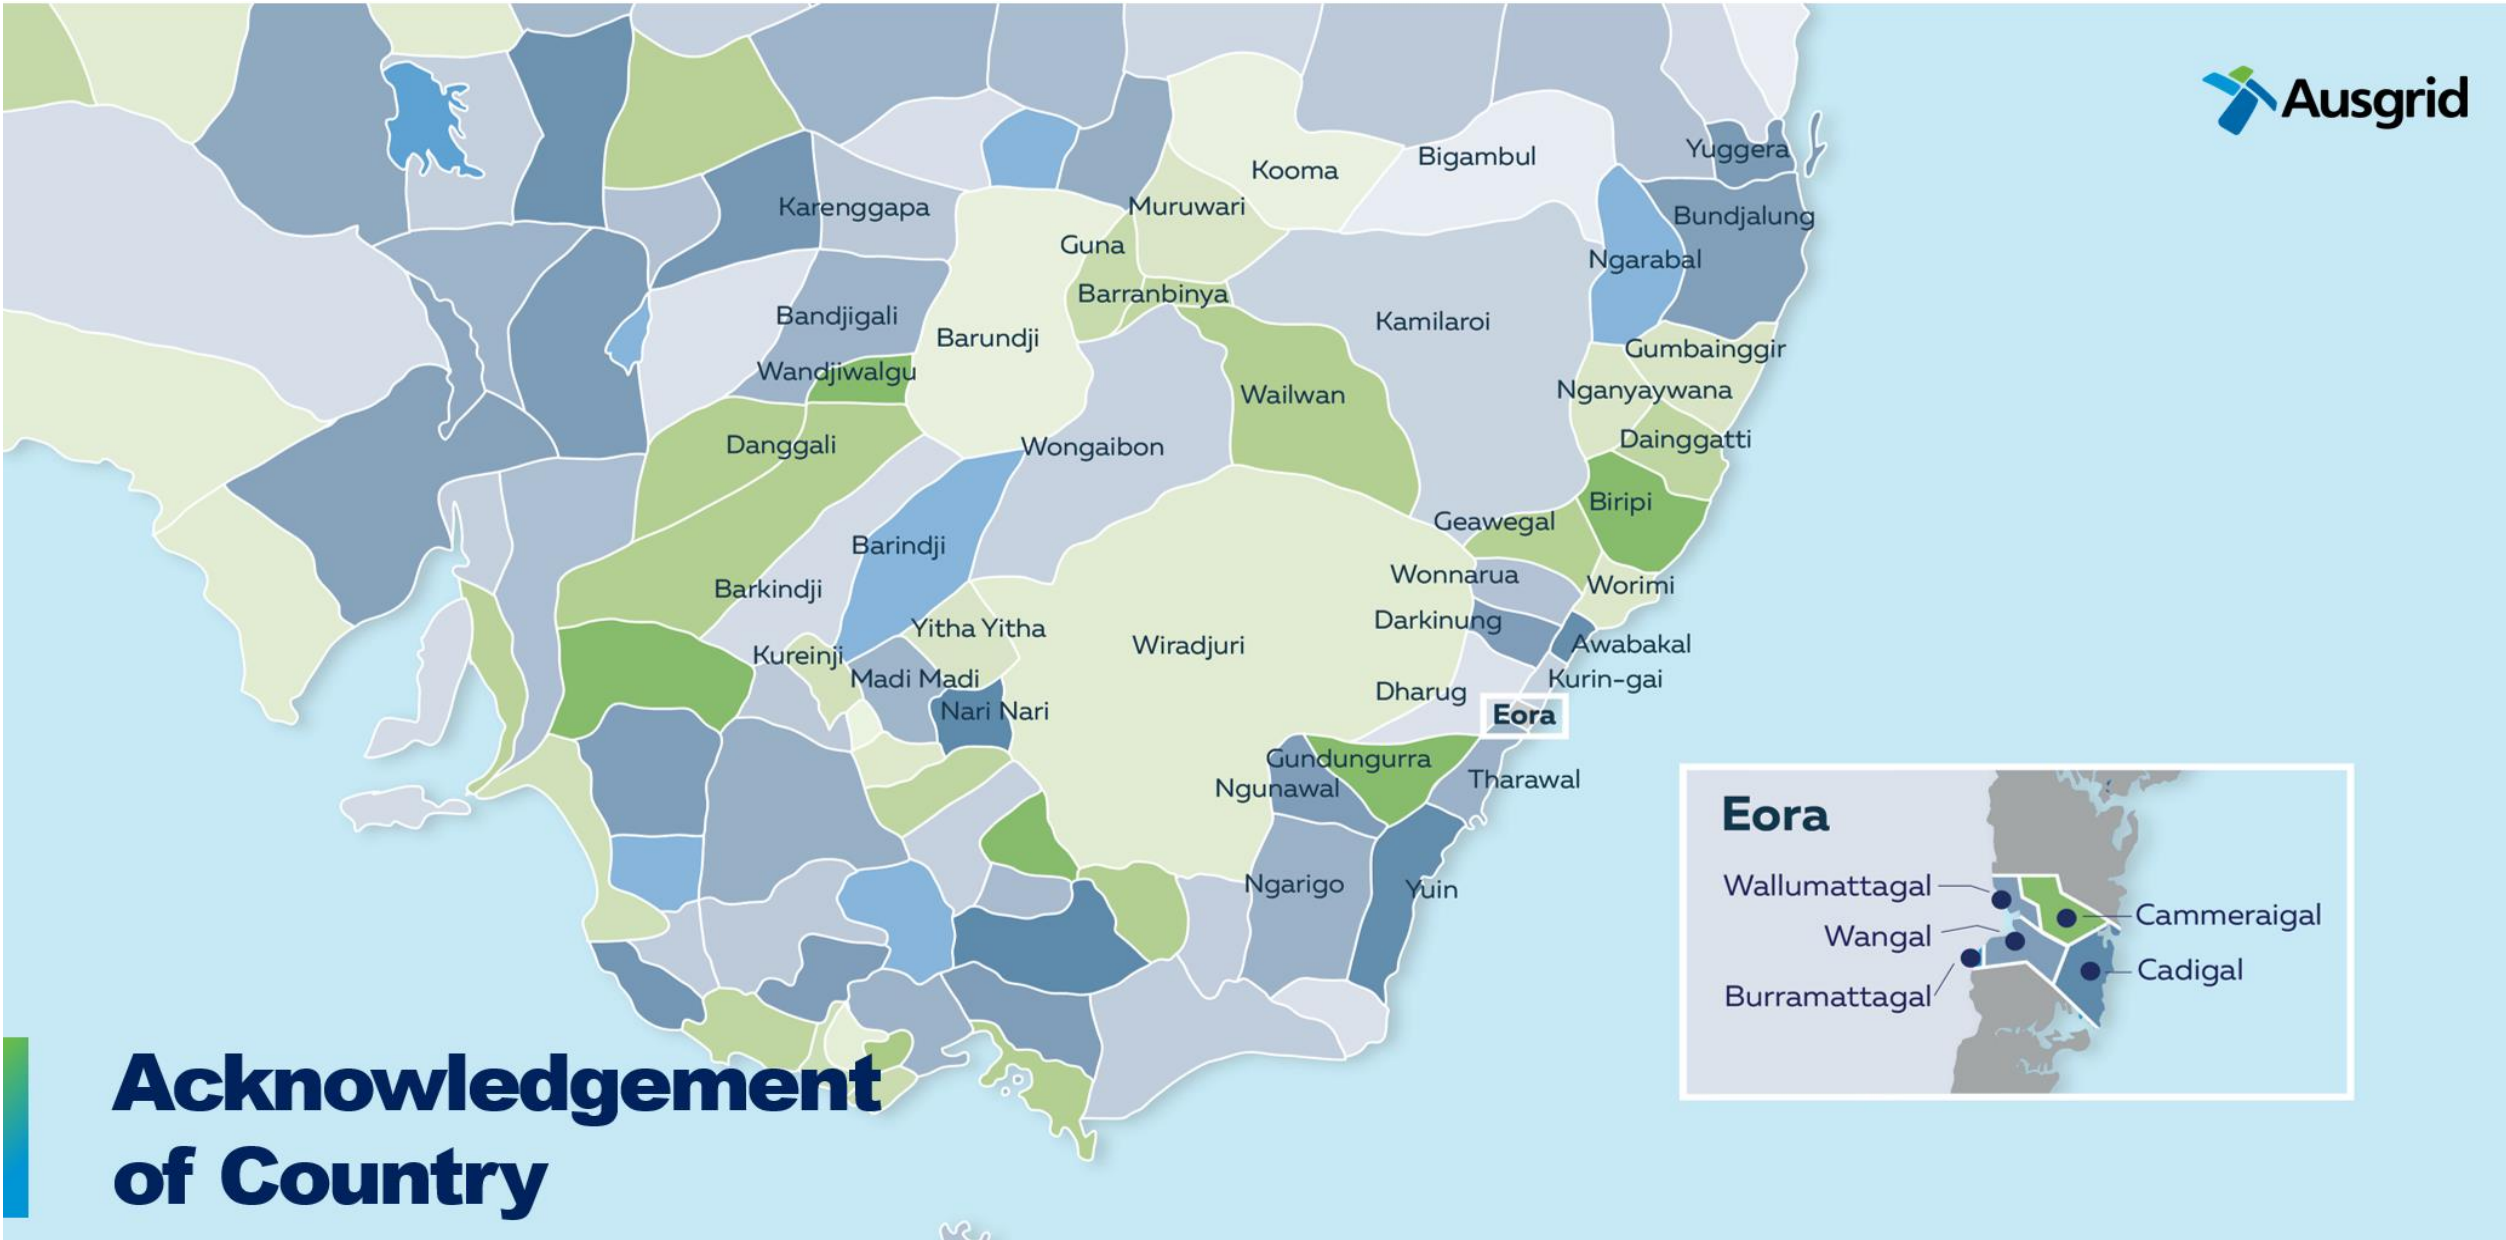 Ausgrid
Yuggera
Bigambul
Kooma
Karenggapa
Muruwari
Bundjalung
Guna
Ngarabal
Barranbinya
Bandjigali
Kamilaroi
Barundji
Gumbainggir
Wandjiwalgu
Nganyaywana
Wailwan
Dainggatti
Danggali
Wongaibon
Biripi
Geawegal
Barindji
Wonnarua
Worimi
Barkindji
Darkinung
Yitha Yitha
Wiradjuri
Awabakal
Kureinji
Madi Madi
Kurin-gai
Dharug
Nari Nari
Eora
Gundungurra
Tharawal
Ngunawal
Ngarigo
Yuin
Eora
Wallumattagal
Cammeraigal
Wangal
Cadigal
Burramattagal
Acknowledgement
of Country